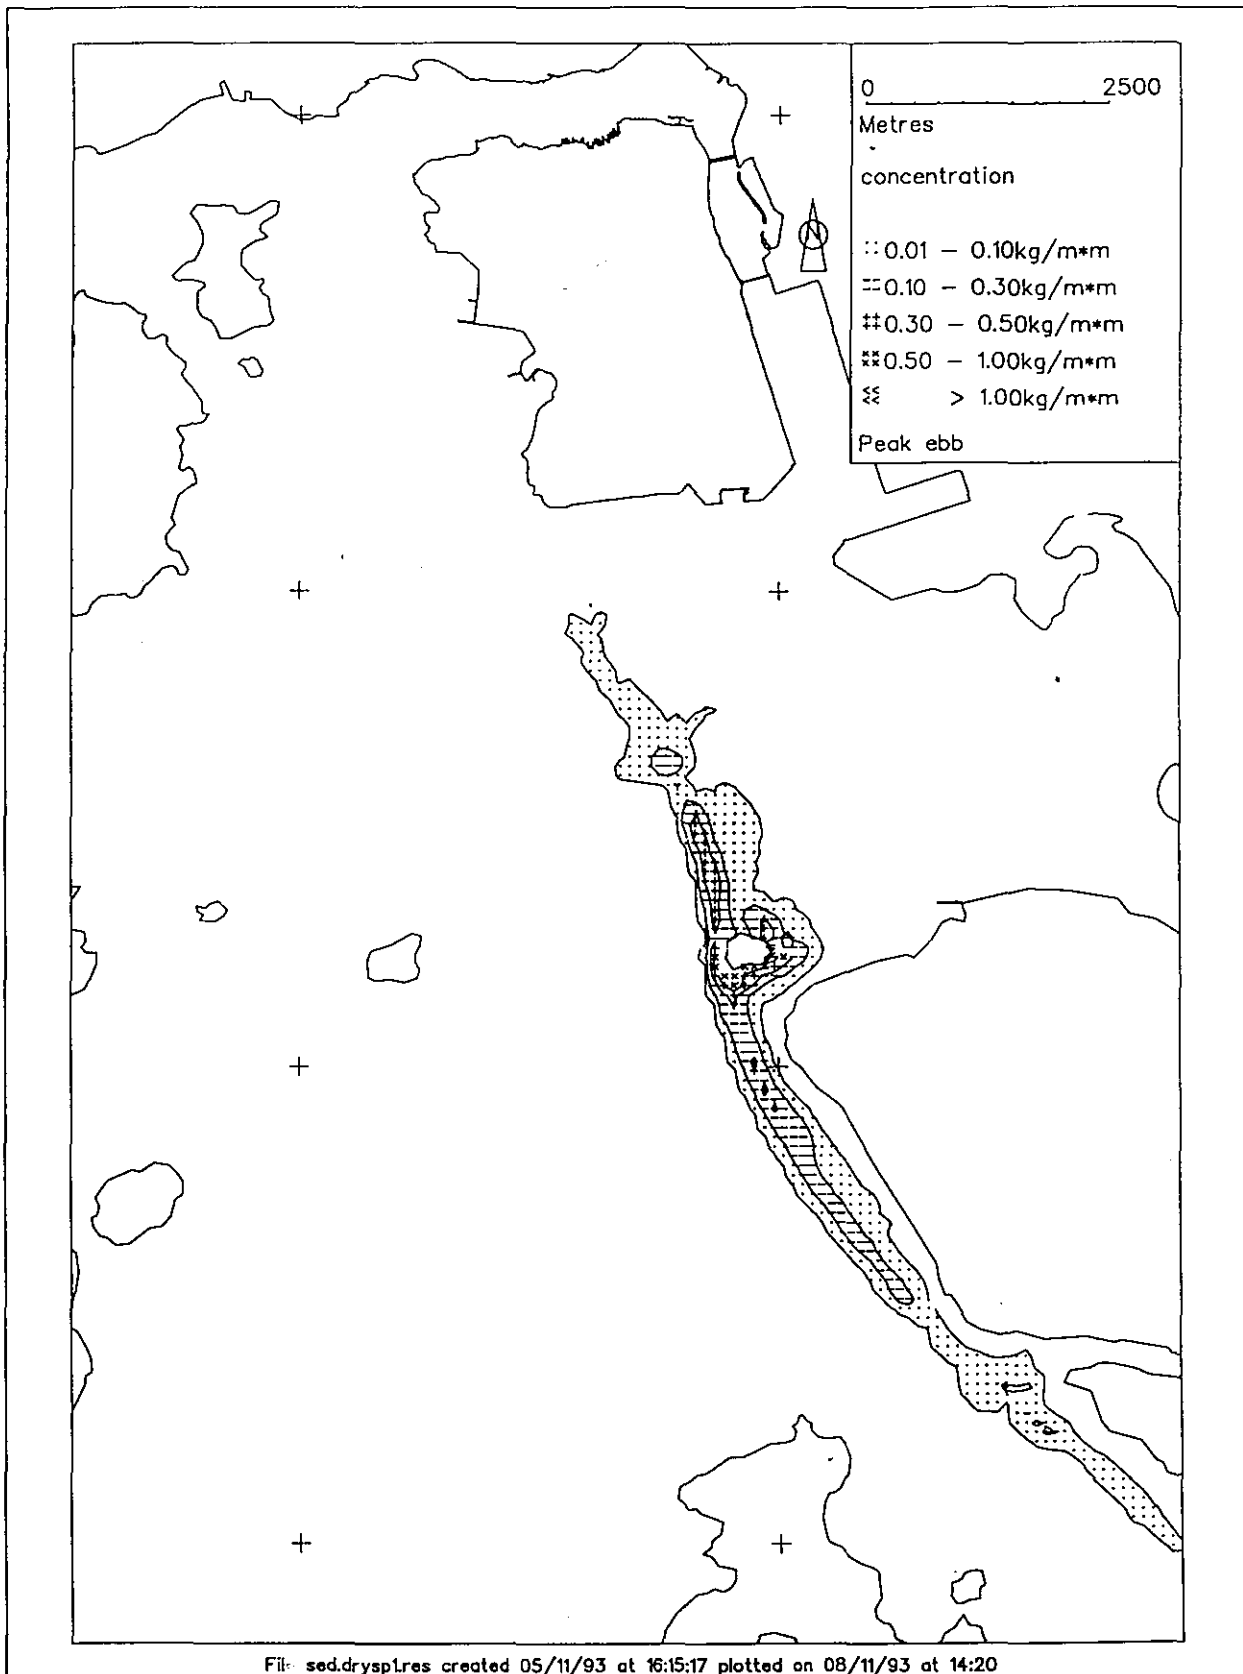 0 2500
Metres
concentration
N
0.01 – 0.10kg/m*m
0.10 – 0.30kg/m*m
0.30 – 0.50kg/m*m
0.50 – 1.00kg/m*m
> 1.00kg/m*m
Peak ebb
sed.drysp1.res created 05/11/93 at 16:15:17 plotted on 08/11/93 at 14:20